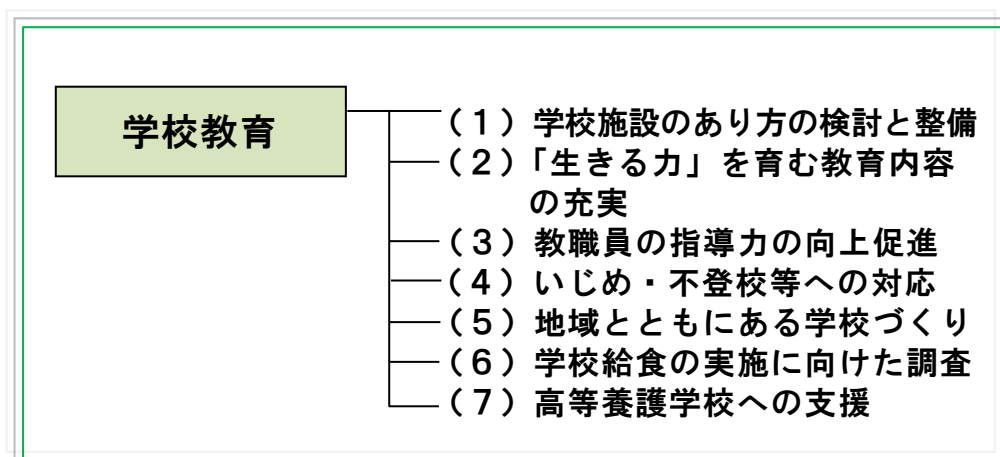 学校教育
(1)学校施設のあり方の検討と整備
(2)「生きる力」を育む教育内容
の充実
(3)教職員の指導力の向上促進
(4)いじめ・不登校等への対応
(5)地域とともにある学校づくり
(6)学校給食の実施に向けた調査
(7)高等養護学校への支援